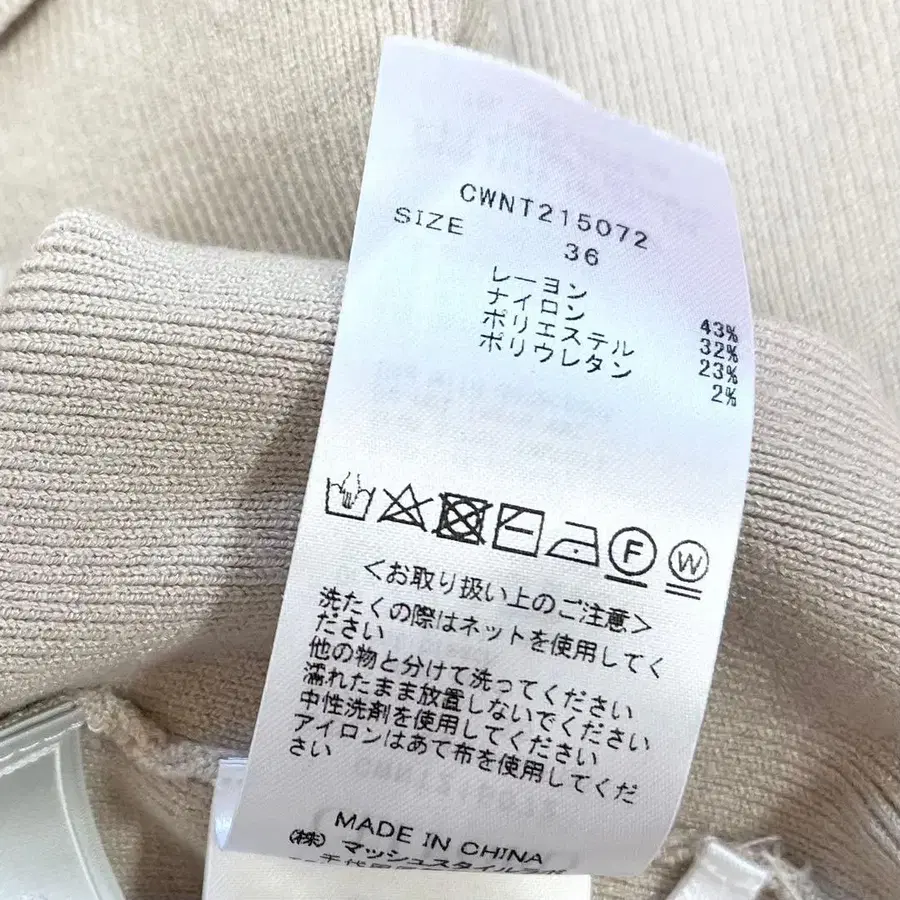 CWNT215072
SIZE 36
レーヨン 43%
ナイロン 32%
ポリエステル 23%
ポリウレタン 2%
F W
<お取り扱い上のご注意>
洗たくの際はネットを使用してく
ださい
他の物と分けて洗ってください
濡れたまま放置しないでください
中性洗剤を使用してください
アイロンはあて布を使用してくだ
さい
MADE IN CHINA
(株)マッシュスタイルラボ